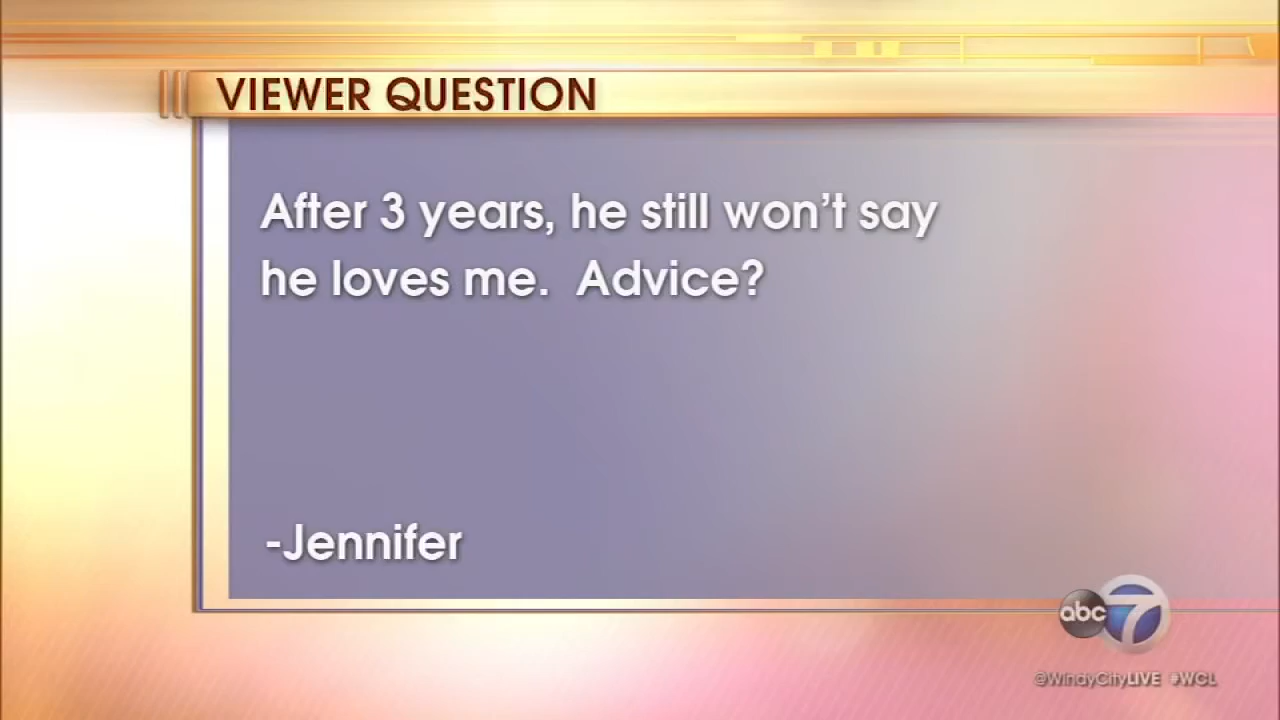 VIEWER QUESTION
After 3 years, he still won't say
he loves me.  Advice?
-Jennifer
abc 7
@WindyCityLIVE #WCL